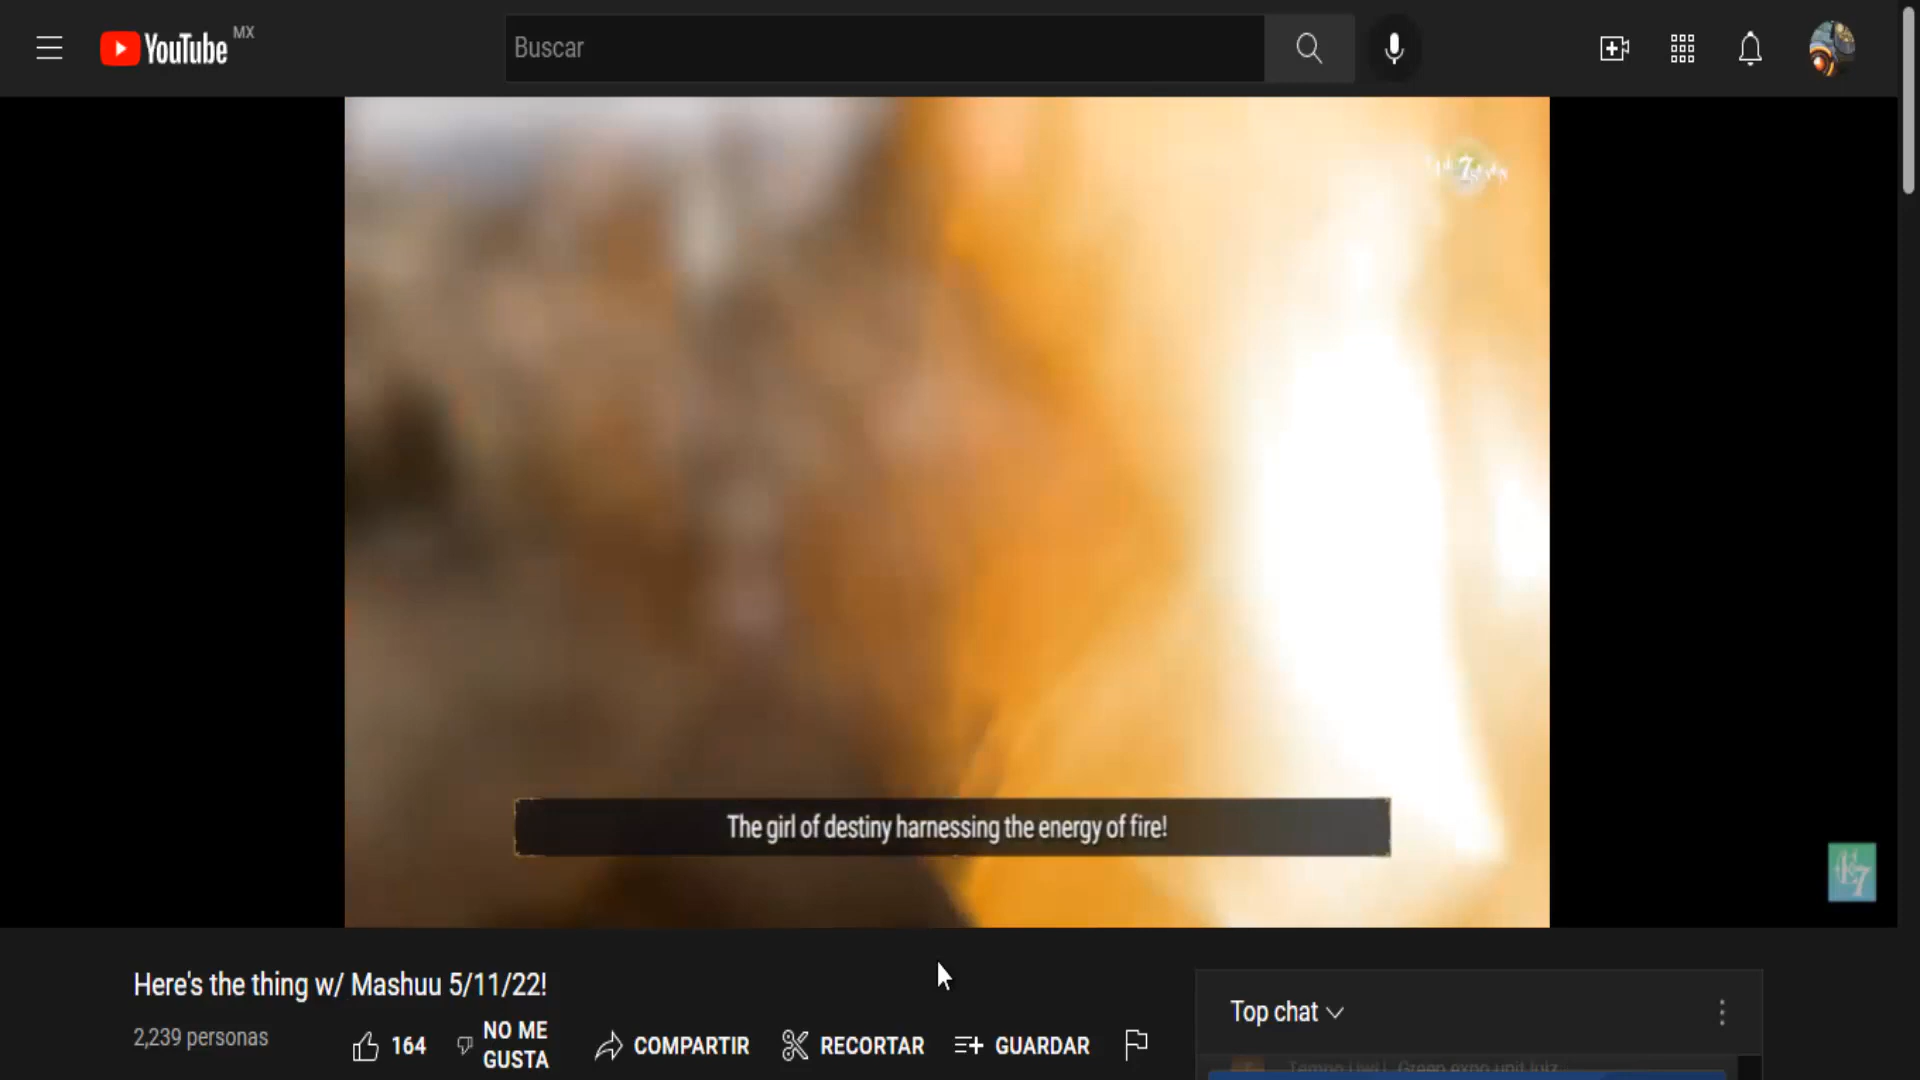 YouTube MX
Buscar
The girl of destiny harnessing the energy of fire!
Here's the thing w/ Mashuu 5/11/22!
2,239 personas
164
NO ME
GUSTA
COMPARTIR
RECORTAR
GUARDAR
Top chat